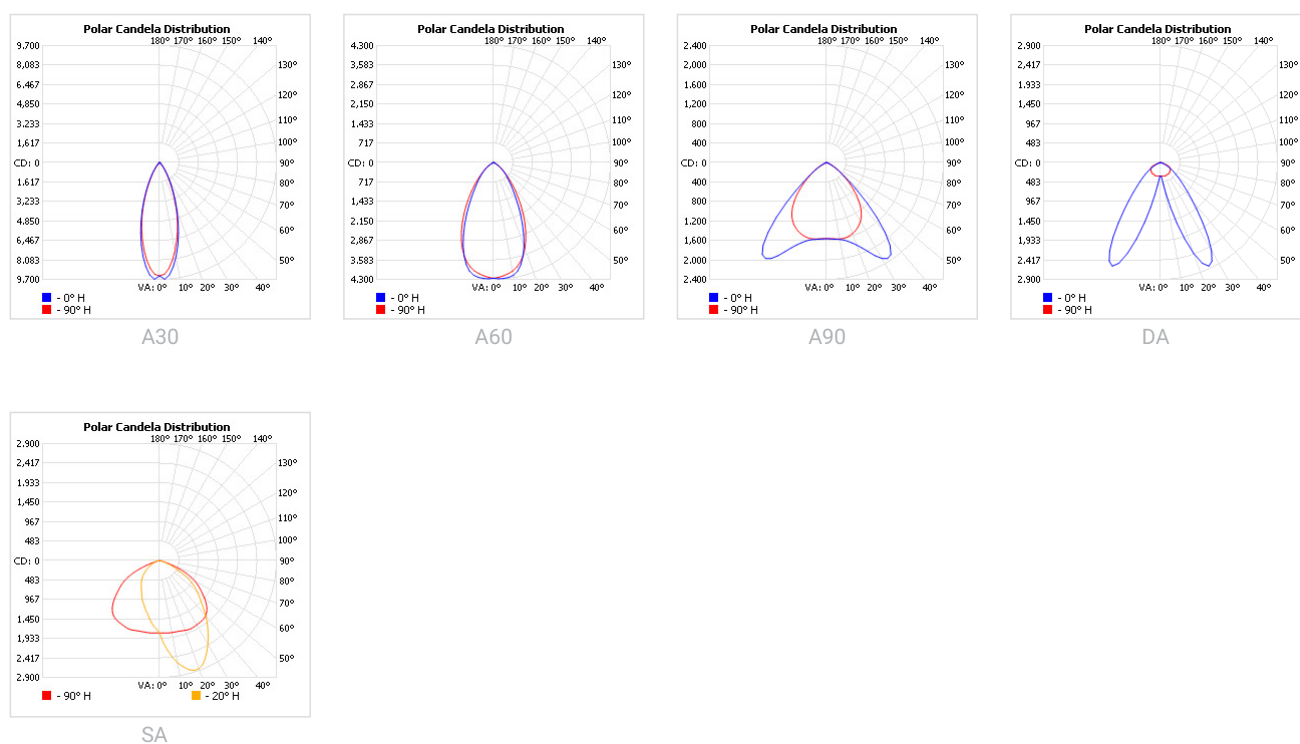 Polar Candela Distribution
180° 170° 160° 150° 140°
9.700
8,083 130°
6.467
4,850 120°
3.233 110°
1,617 100°
CD: 0 90°
1.617 80°
3,233 70°
4,850 60°
6,467
8.083 50°
9.700
VA: 0° 10° 20° 30° 40°
- 0° H
- 90° H
A30
Polar Candela Distribution
180° 170° 160° 150° 140°
4.300
3,583 130°
2.867
2,150 120°
1.433 110°
717 100°
CD: 0 90°
717 80°
1,433 70°
2.150 60°
2,867
3.583 50°
4.300
VA: 0° 10° 20° 30° 40°
- 0° H
- 90° H
A60
Polar Candela Distribution
180° 170° 160° 150° 140°
2.400
2,000 130°
1.600
1,200 120°
800 110°
400 100°
CD: 0 90°
400 80°
800 70°
1.200 60°
1,600
2.000 50°
2.400
VA: 0° 10° 20° 30° 40°
- 0° H
- 90° H
A90
Polar Candela Distribution
180° 170° 160° 150° 140°
2.900
2,417 130°
1.933
1,450 120°
967 110°
483 100°
CD: 0 90°
483 80°
967 70°
1.450 60°
1,933
2.417 50°
2.900
VA: 0° 10° 20° 30° 40°
- 0° H
- 90° H
DA
Polar Candela Distribution
180° 170° 160° 150° 140°
2.900
2,417 130°
1.933
1,450 120°
967 110°
483 100°
CD: 0 90°
483 80°
967 70°
1.450 60°
1,933
2.417 50°
2.900
VA: 0° 10° 20° 30° 40°
- 90° H - 20° H
SA